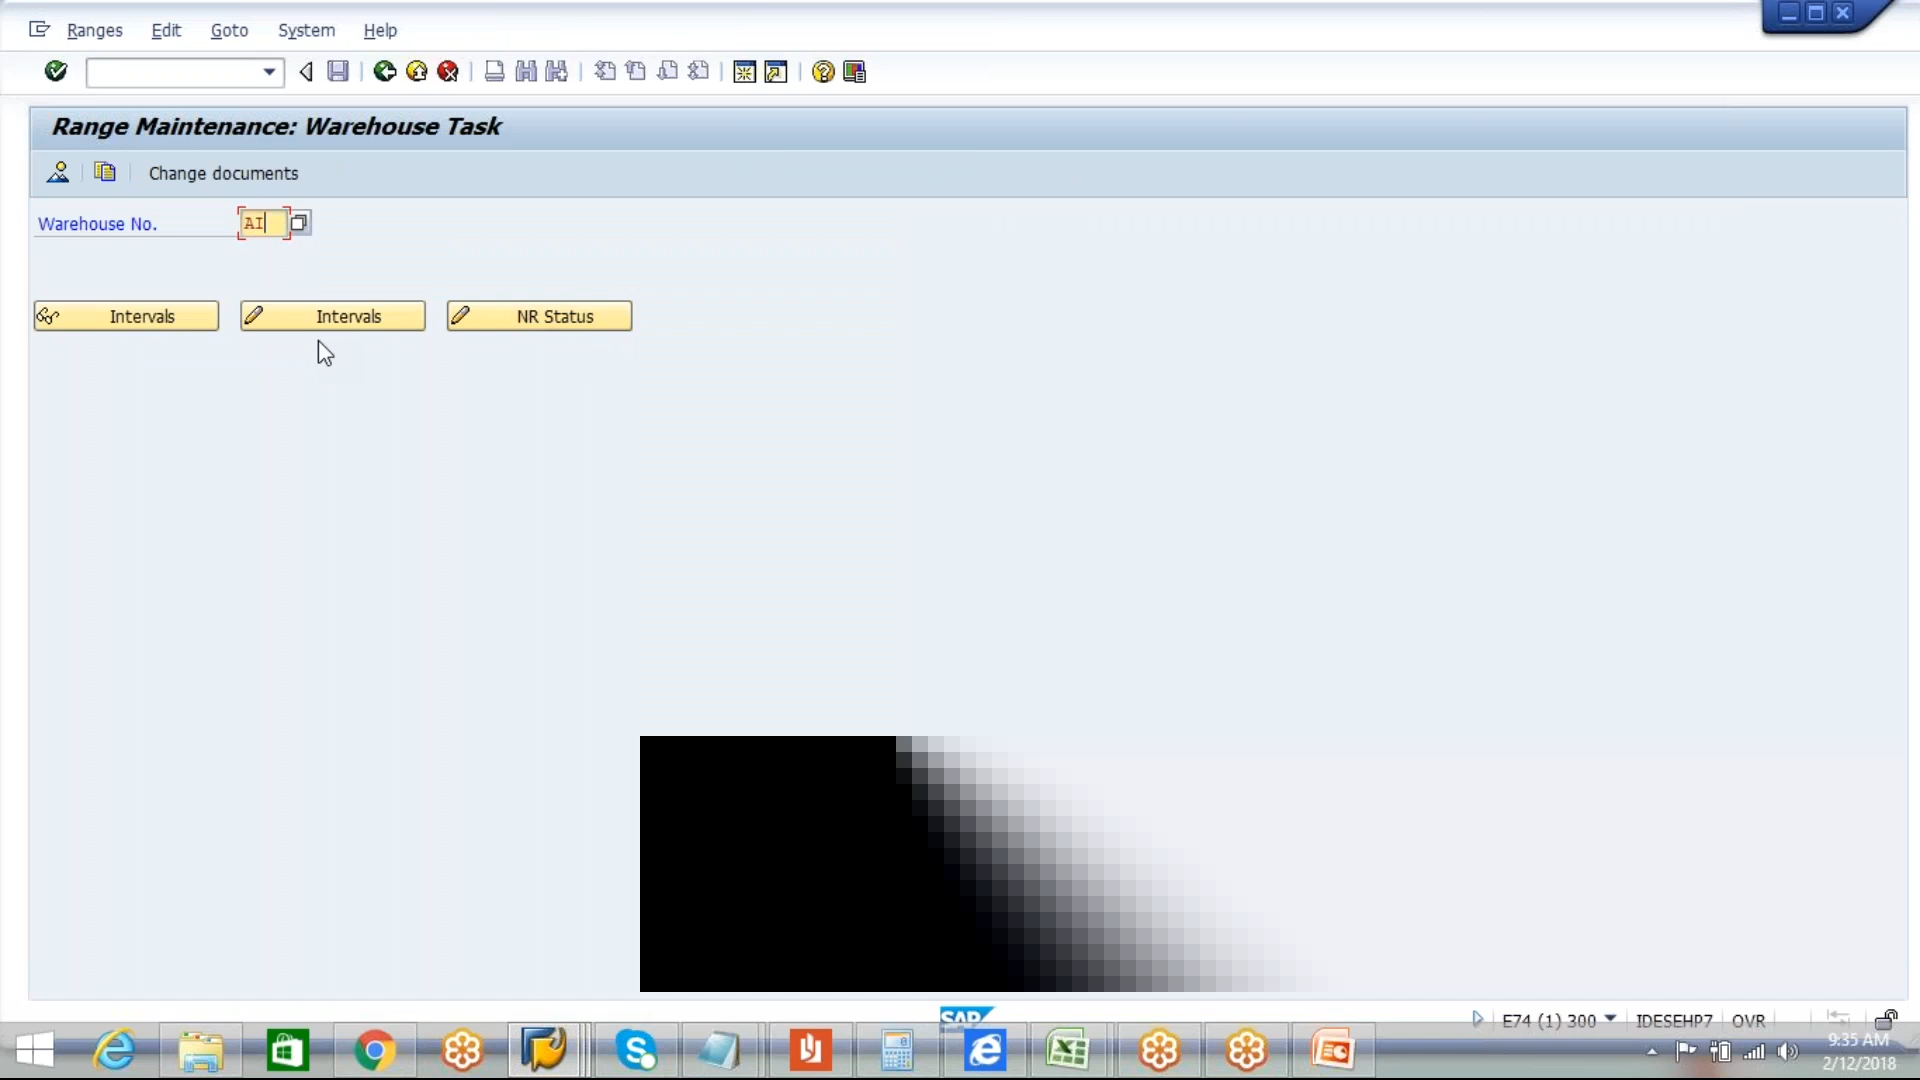 Ranges Edit Goto System Help
Range Maintenance: Warehouse Task
Change documents
Warehouse No. AI
Intervals Intervals NR Status
SAP
E74 (1) 300 IDESEHP7 OVR
9:35 AM
2/12/2018